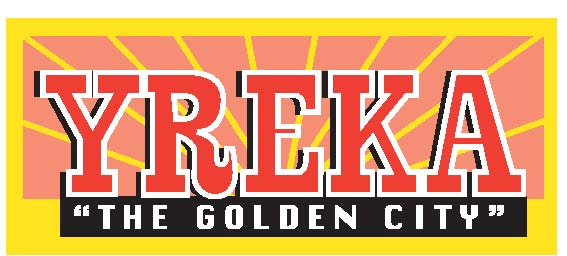 YREKA
“THE GOLDEN CITY”